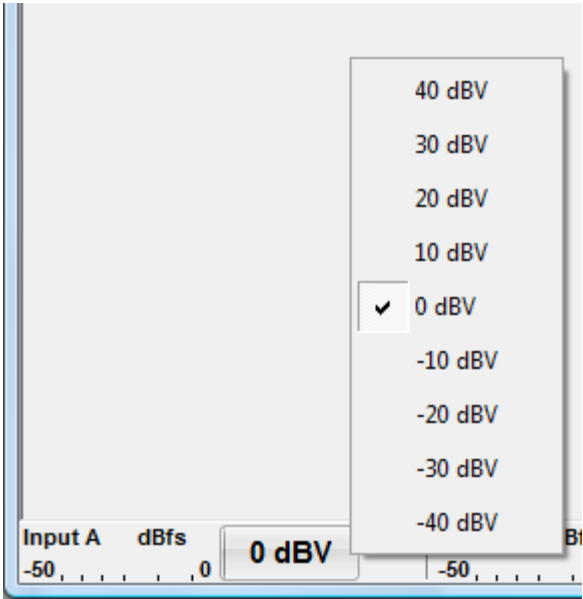 40 dBV
30 dBV
20 dBV
10 dBV
0 dBV
-10 dBV
-20 dBV
-30 dBV
-40 dBV
Input A dBfs
-50 0
0 dBV
-50